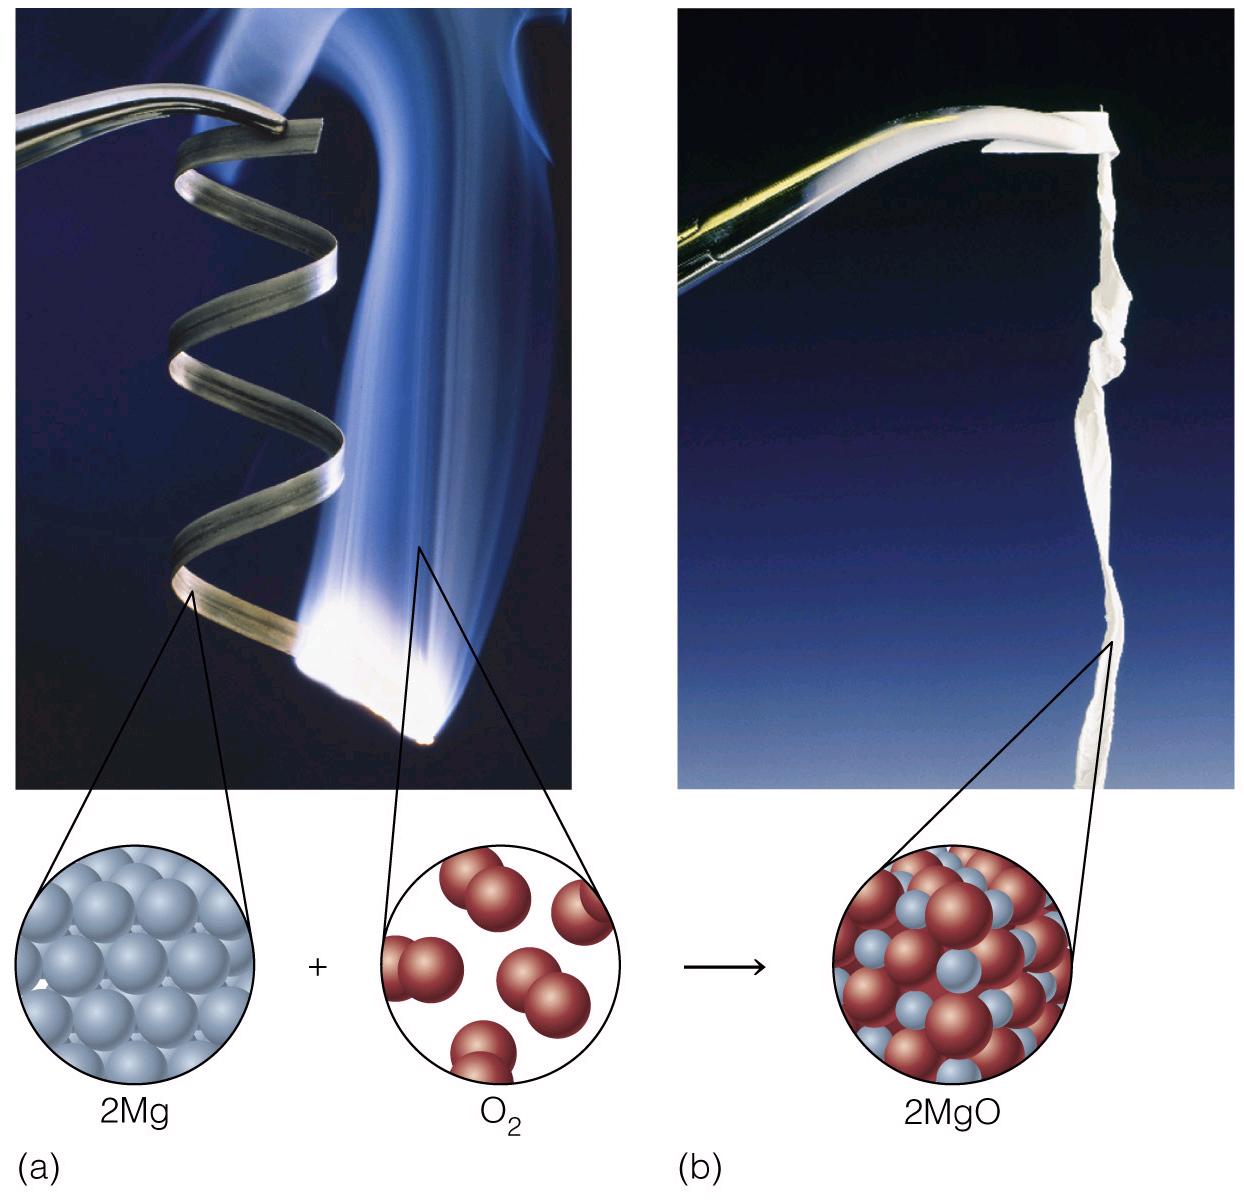 2Mg + O₂ → 2MgO
(a) (b)